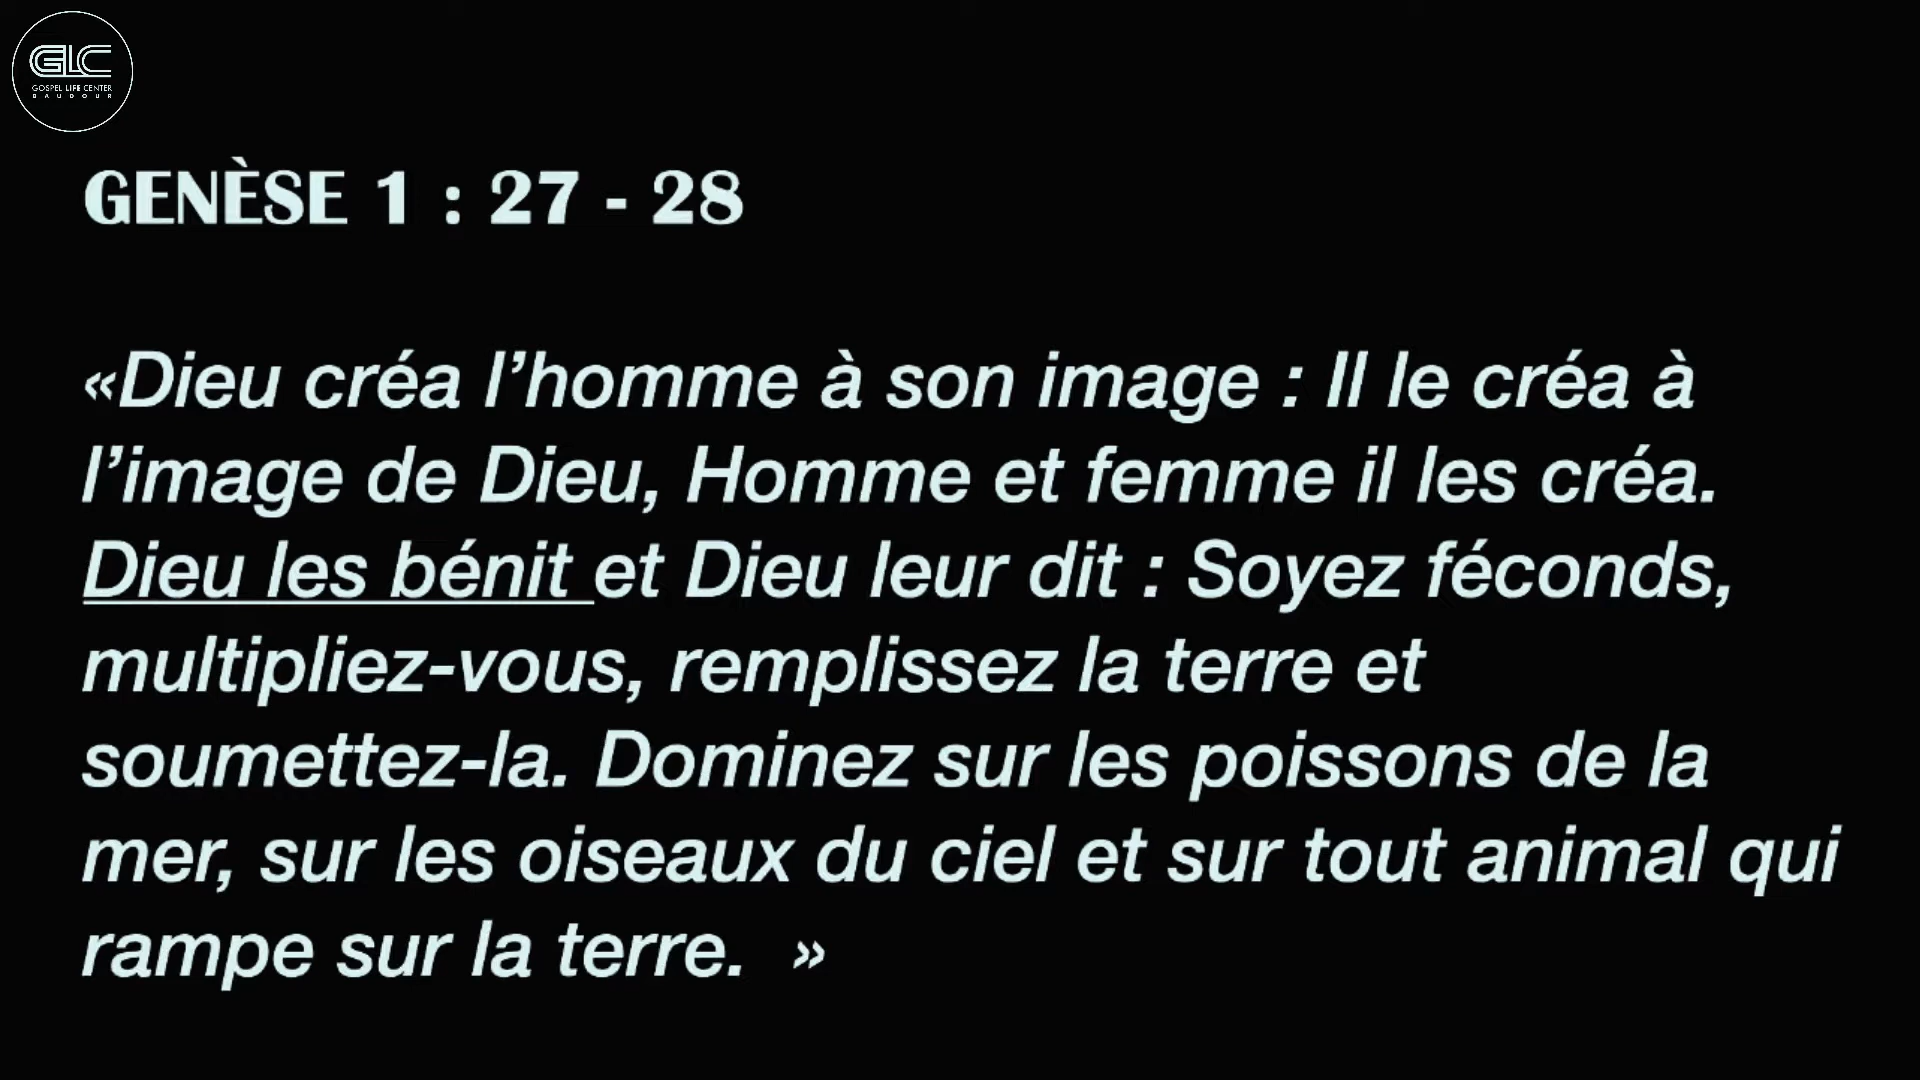 GLC
GOSPEL LIFE CENTER
BAUDOUR
GENÈSE 1 : 27 - 28
«Dieu créa l’homme à son image : Il le créa à
l’image de Dieu, Homme et femme il les créa.
Dieu les bénit et Dieu leur dit : Soyez féconds,
multipliez-vous, remplissez la terre et
soumettez-la. Dominez sur les poissons de la
mer, sur les oiseaux du ciel et sur tout animal qui
rampe sur la terre.  »